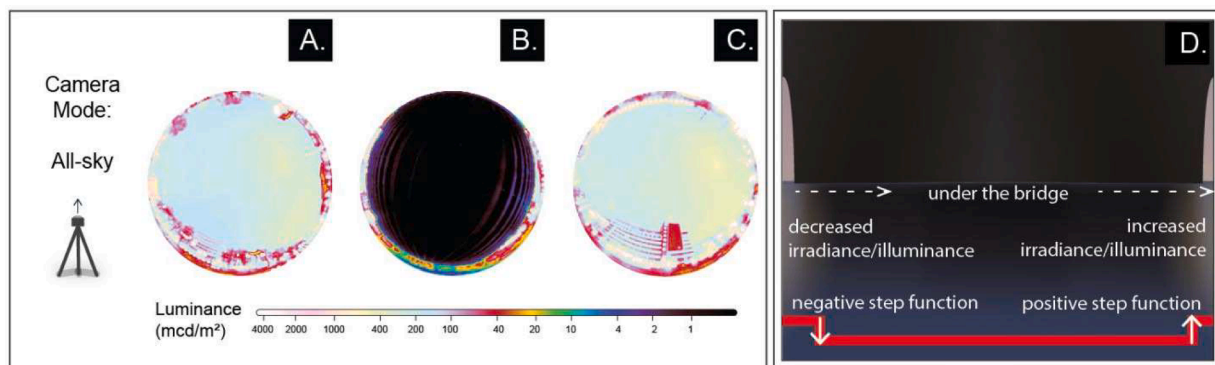 A.
B.
C.
D.
Camera
Mode:
All-sky
Luminance
(mcd/m²)
4000 2000 1000 400 200 100 40 20 10 4 2 1
under the bridge
decreased
irradiance/illuminance
increased
irradiance/illuminance
negative step function
positive step function